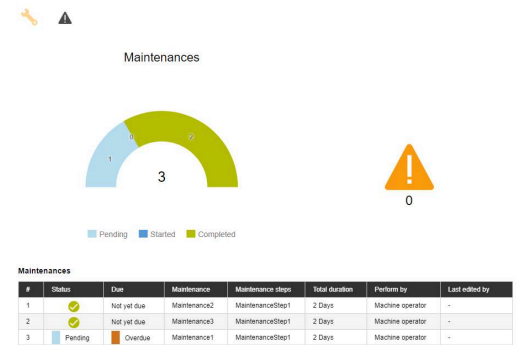 Maintenances
0
2
1
3
0
Pending Started Completed
Maintenances
# Status Due Maintenance Maintenance steps Total duration Perform by Last edited by
1 Not yet due Maintenance2 MaintenanceStep1 2 Days Machine operator -
2 Not yet due Maintenance3 MaintenanceStep1 2 Days Machine operator -
3 Pending Overdue Maintenance1 MaintenanceStep1 2 Days Machine operator -